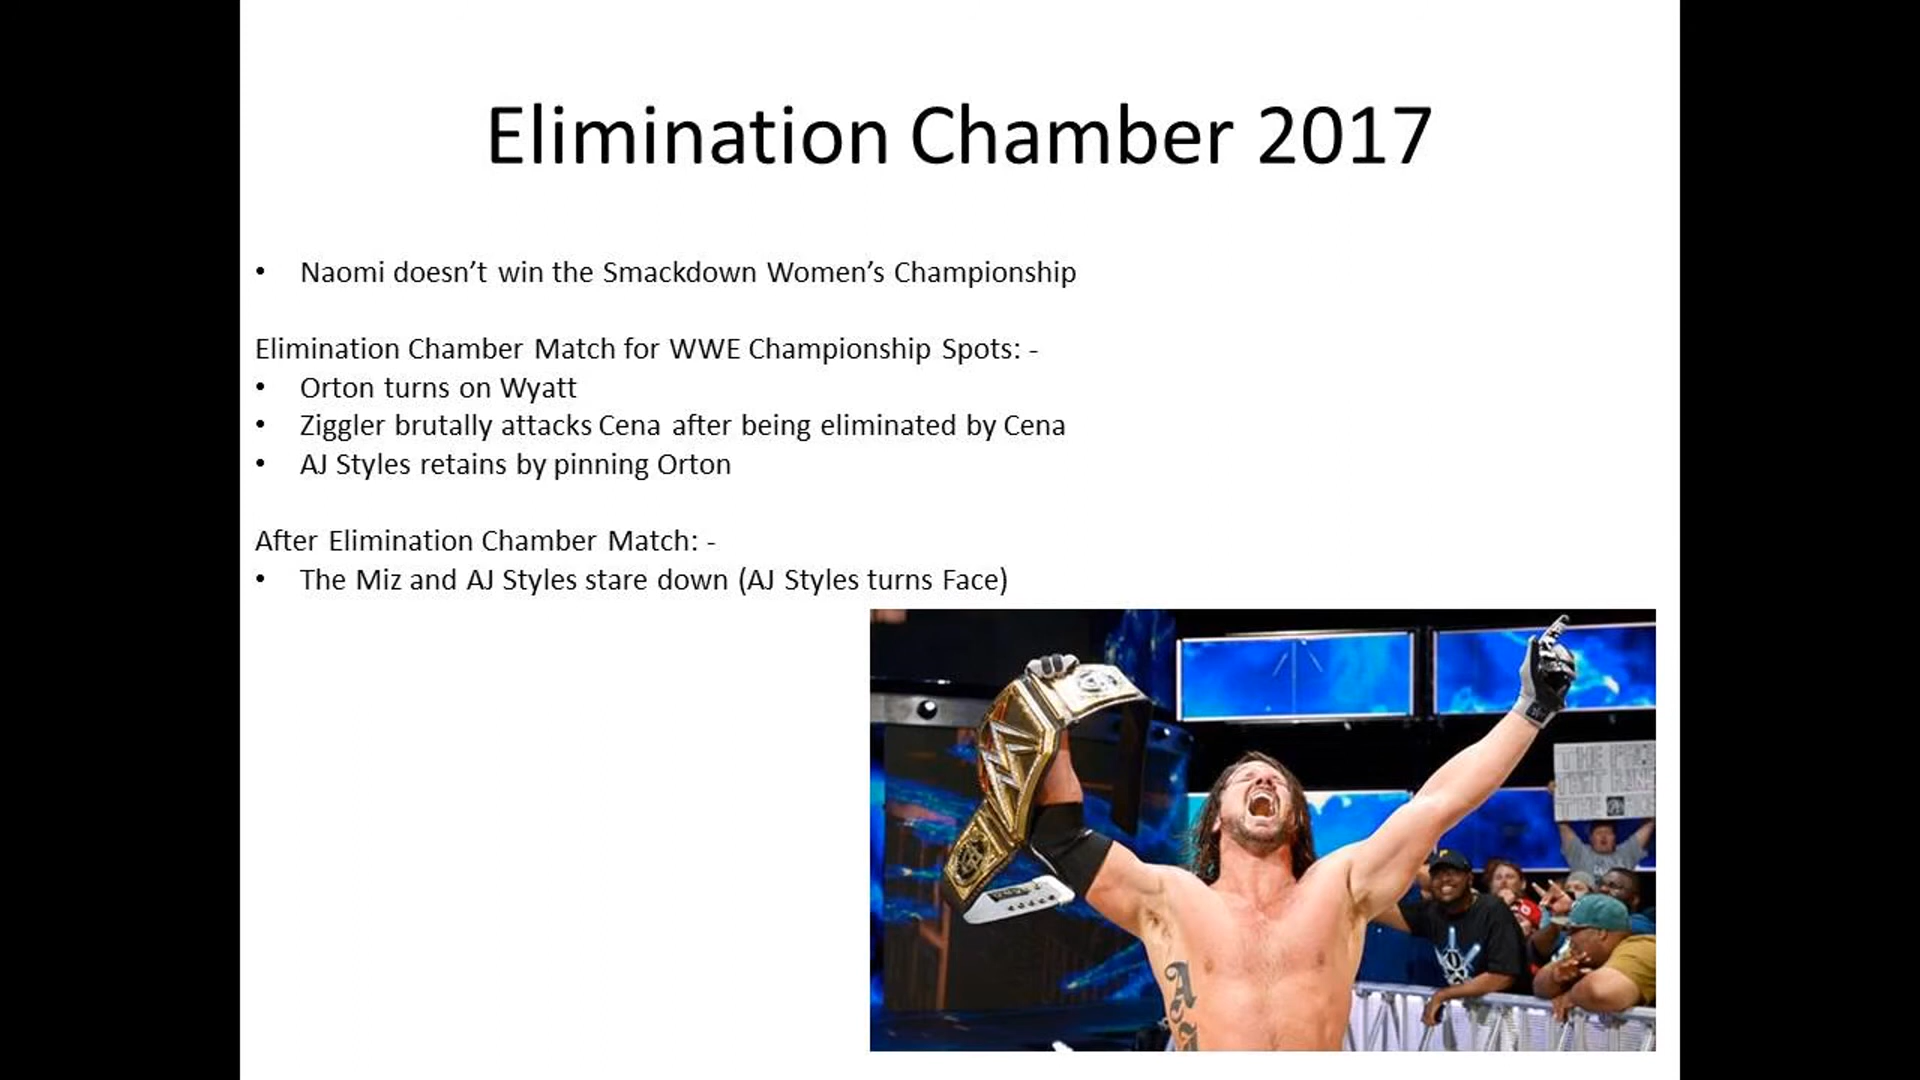 Elimination Chamber 2017
• Naomi doesn’t win the Smackdown Women’s Championship
Elimination Chamber Match for WWE Championship Spots: -
• Orton turns on Wyatt
• Ziggler brutally attacks Cena after being eliminated by Cena
• AJ Styles retains by pinning Orton
After Elimination Chamber Match: -
• The Miz and AJ Styles stare down (AJ Styles turns Face)
THE
THE